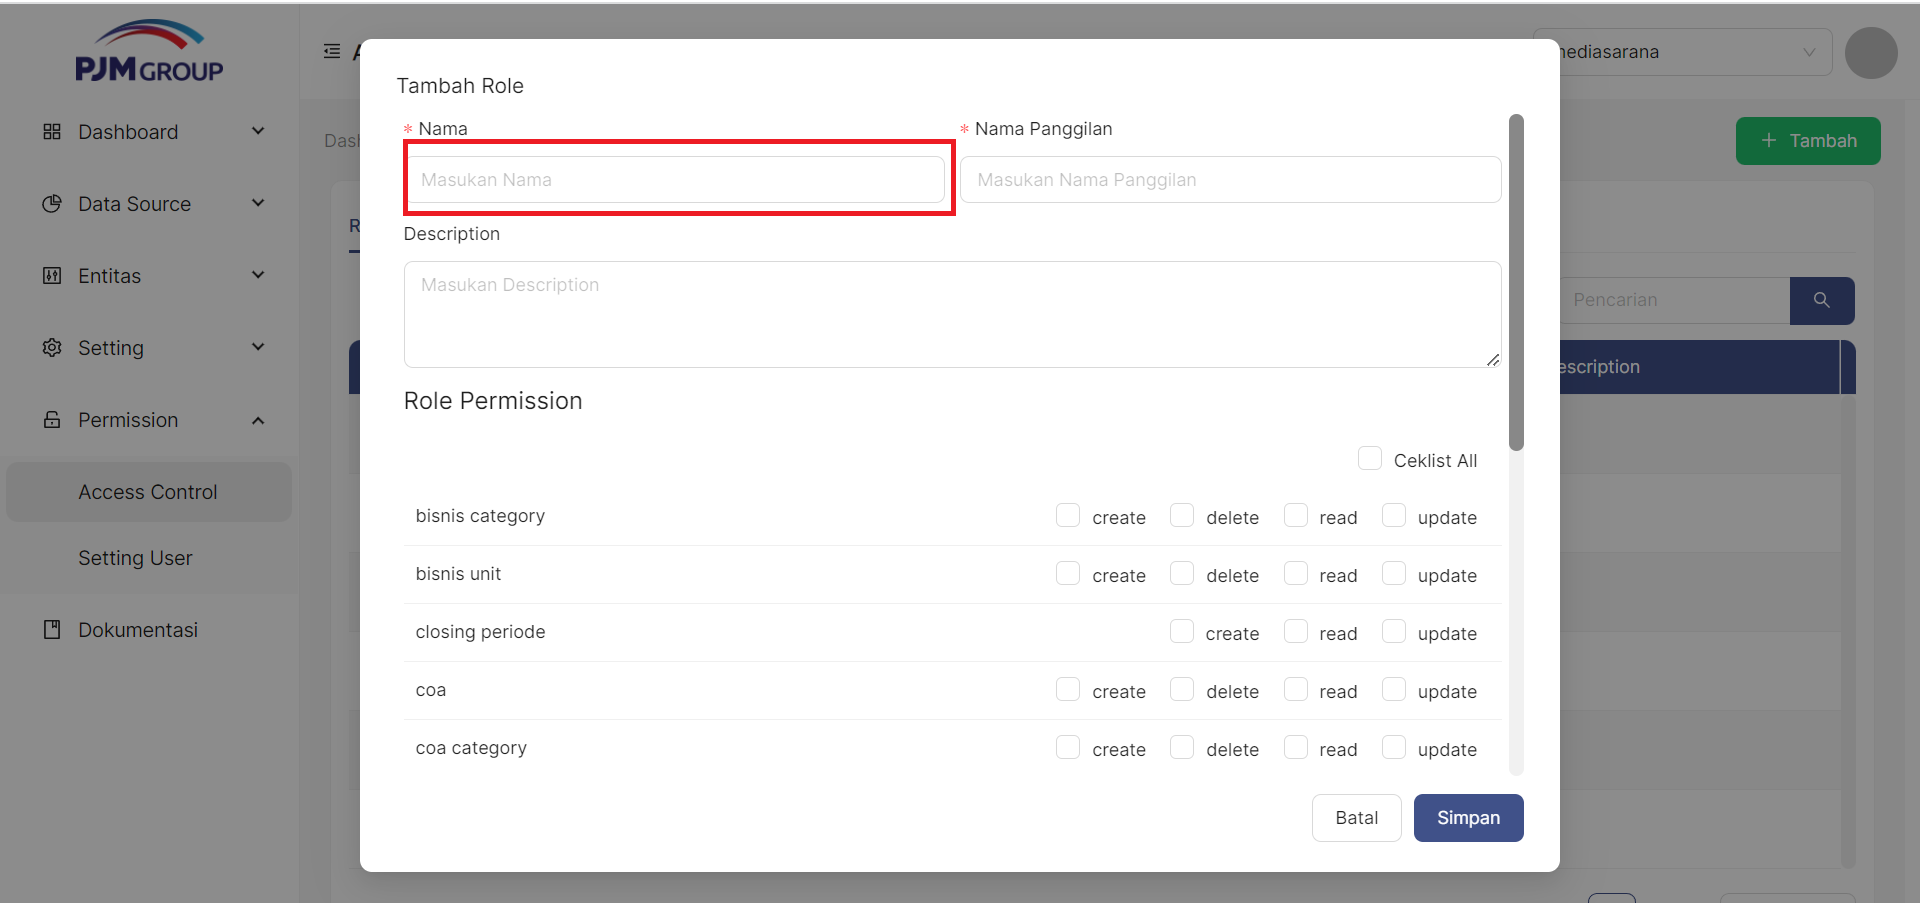 PJM GROUP
mediasarana
Tambah Role
* Nama
* Nama Panggilan
Dashboard
Tambah
Masukan Nama
Masukan Nama Panggilan
Data Source
Description
Entitas
Masukan Description
Pencarian
Setting
Description
Role Permission
Permission
Ceklist All
Access Control
bisnis category create delete read update
Setting User
bisnis unit create delete read update
Dokumentasi
closing periode create read update
coa create delete read update
coa category create delete read update
Batal
Simpan